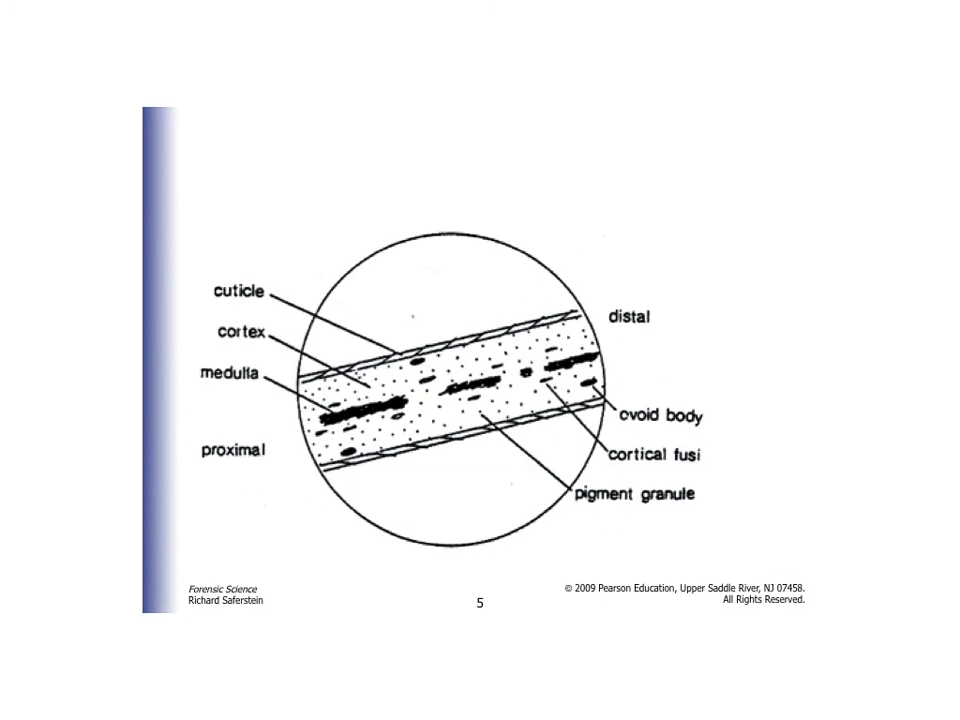 cuticle
cortex
medulla
proximal
distal
ovoid body
cortical fusi
pigment granule
Forensic Science
Richard Saferstein
5
© 2009 Pearson Education, Upper Saddle River, NJ 07458.
All Rights Reserved.